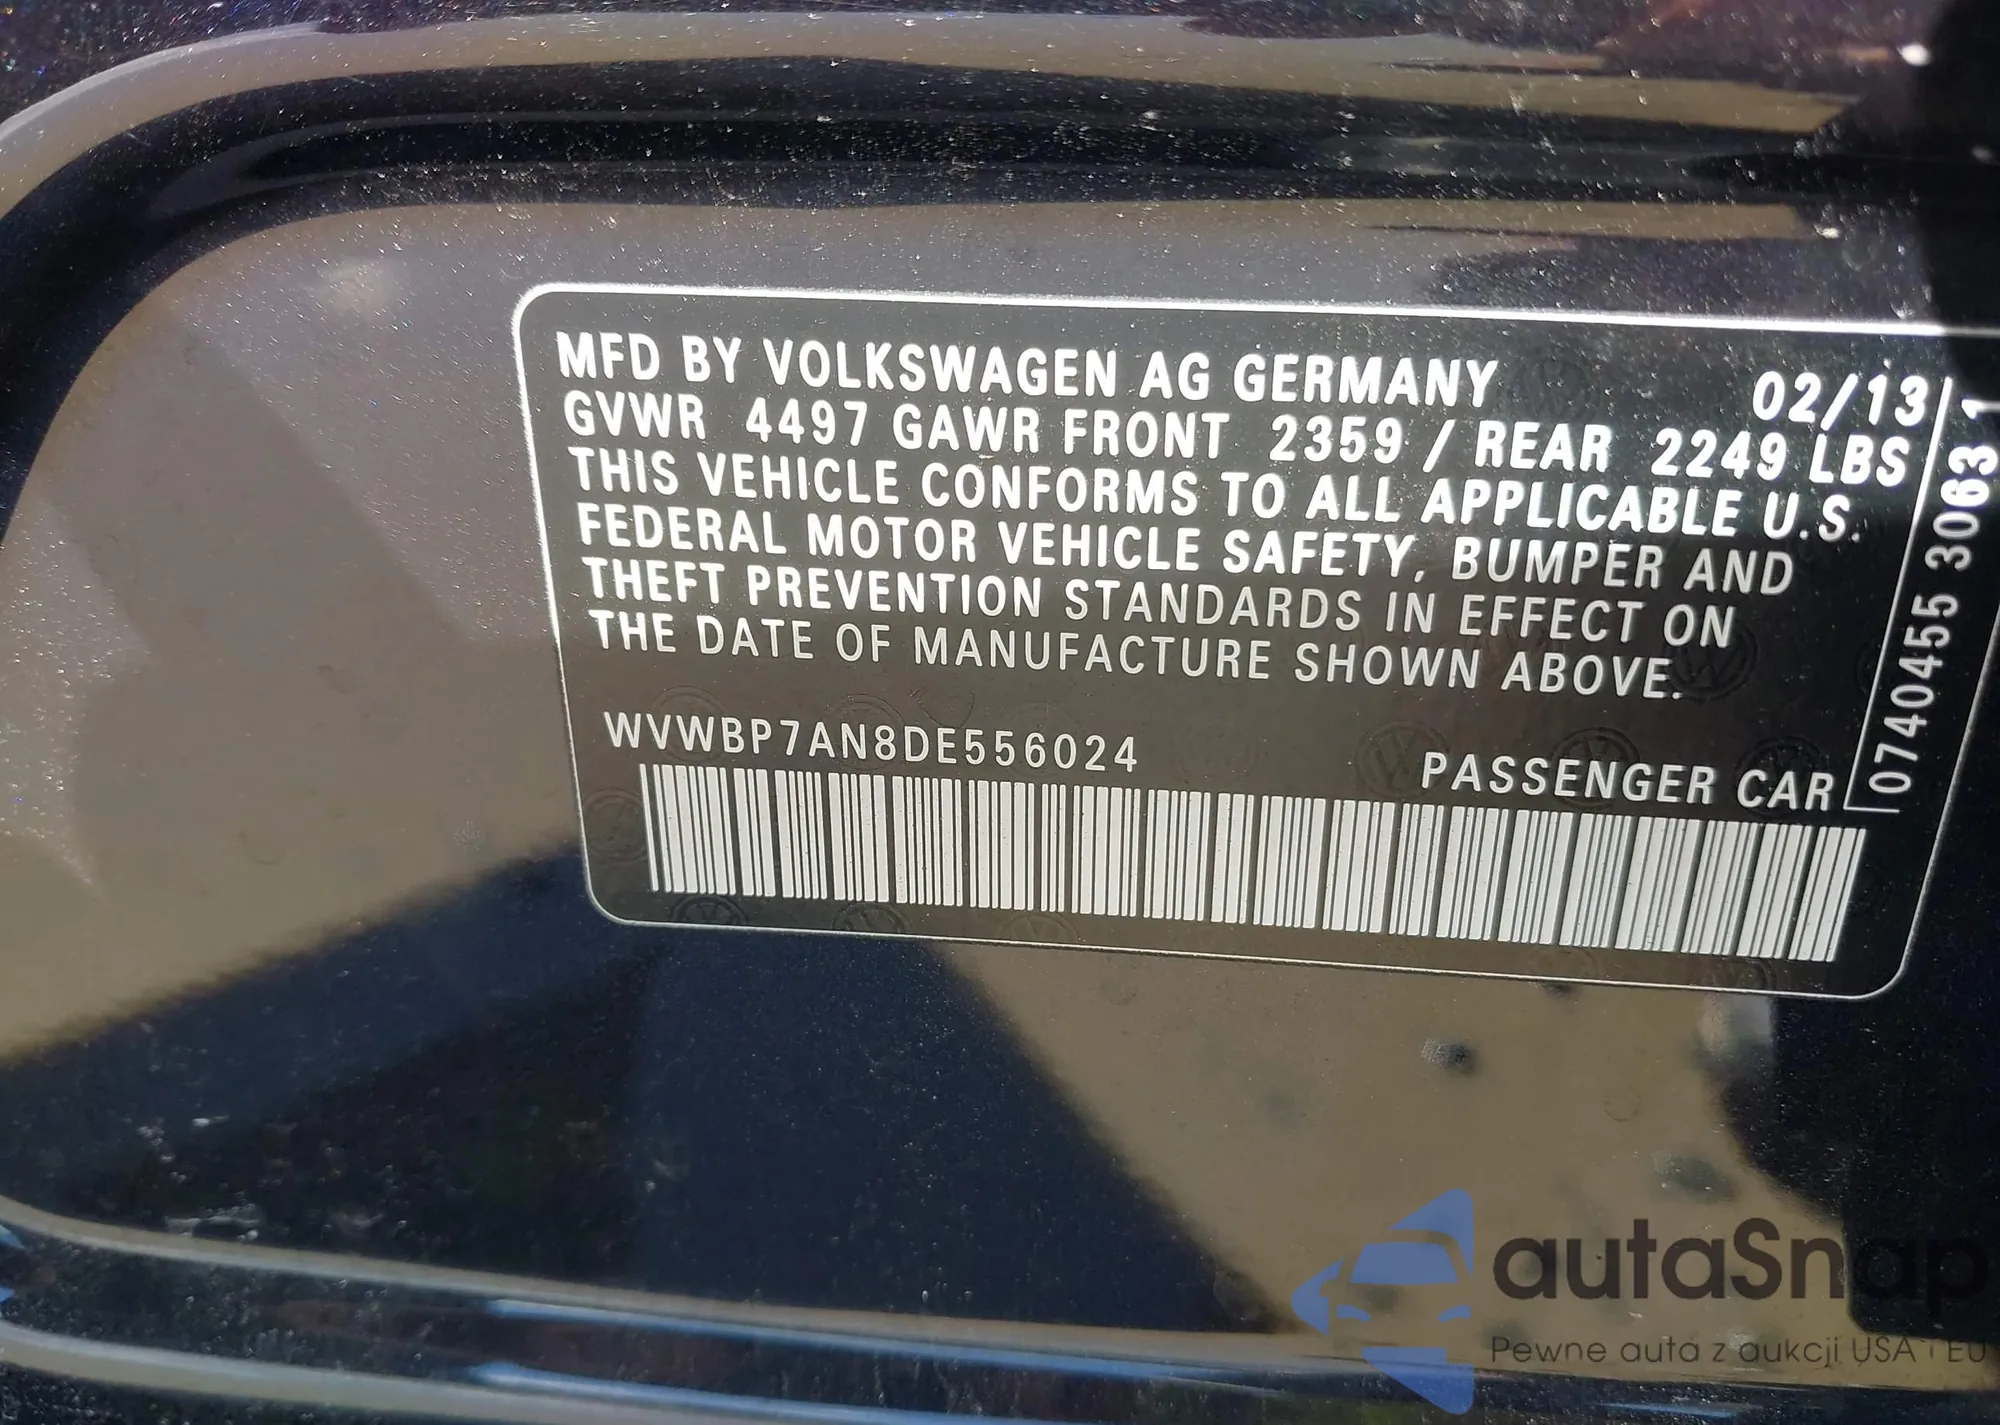 MFD BY VOLKSWAGEN AG GERMANY 02/13
GVWR 4497 GAWR FRONT 2359 / REAR 2249 LBS
THIS VEHICLE CONFORMS TO ALL APPLICABLE U.S.
FEDERAL MOTOR VEHICLE SAFETY, BUMPER AND
THEFT PREVENTION STANDARDS IN EFFECT ON
THE DATE OF MANUFACTURE SHOWN ABOVE.
WVWBP7AN8DE556024
PASSENGER CAR
0740455 30631
autaSnap
Pewne auta z aukcji USA i EU